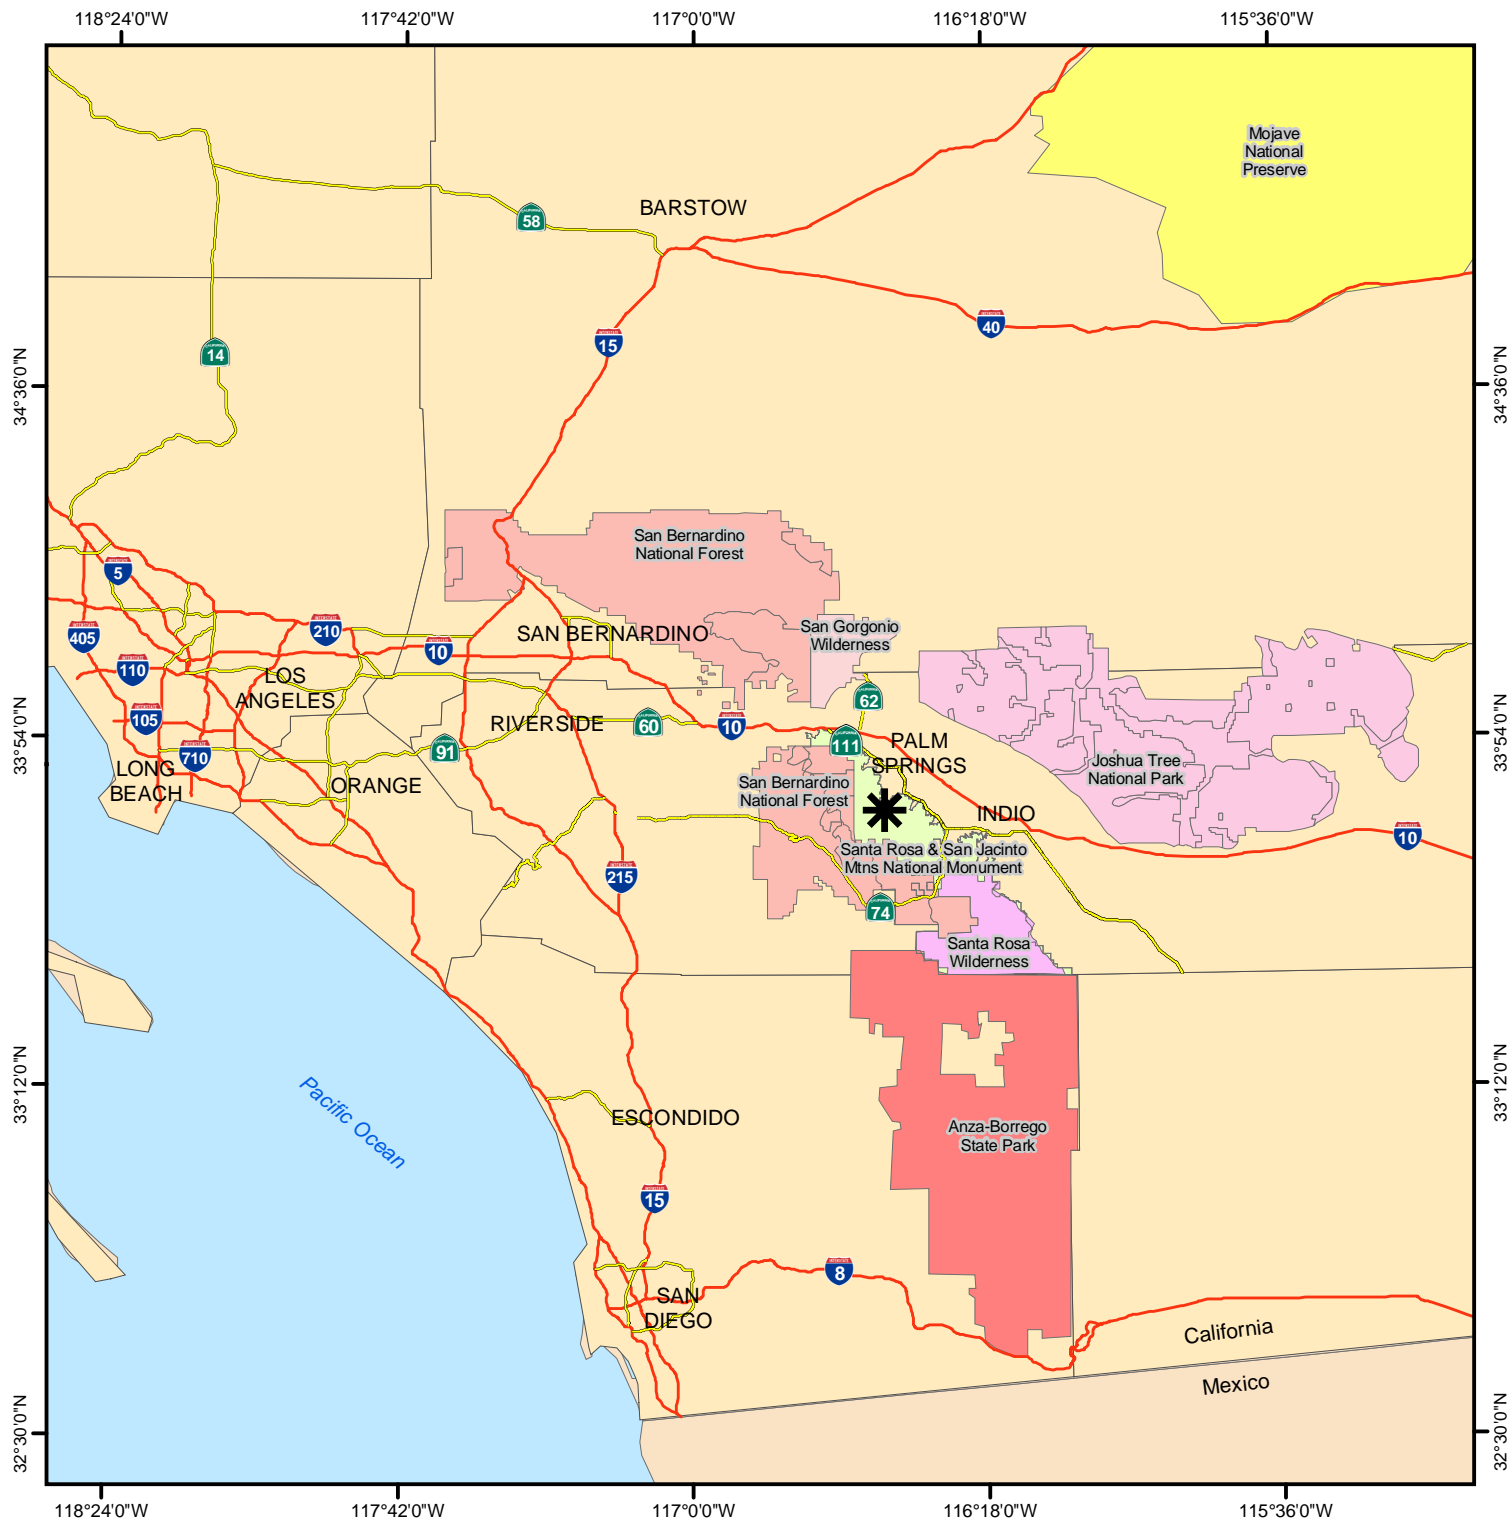 118°24'0"W
117°42'0"W
117°0'0"W
116°18'0"W
115°36'0"W
Mojave
National
Preserve
BARSTOW
58
40
15
14
34°36'0"N
34°36'0"N
San Bernardino
National Forest
5
405
210
10
SAN BERNARDINO
San Gorgonio
Wilderness
110
LOS
ANGELES
62
105
RIVERSIDE
60
10
111
PALM
SPRINGS
33°54'0"N
33°54'0"N
710
91
LONG
BEACH
ORANGE
San Bernardino
National Forest
Joshua Tree
National Park
INDIO
10
Santa Rosa & San Jacinto
Mtns National Monument
215
74
Santa Rosa
Wilderness
33°12'0"N
33°12'0"N
Pacific Ocean
ESCONDIDO
Anza-Borrego
State Park
15
8
SAN
DIEGO
California
Mexico
32°30'0"N
32°30'0"N
118°24'0"W
117°42'0"W
117°0'0"W
116°18'0"W
115°36'0"W